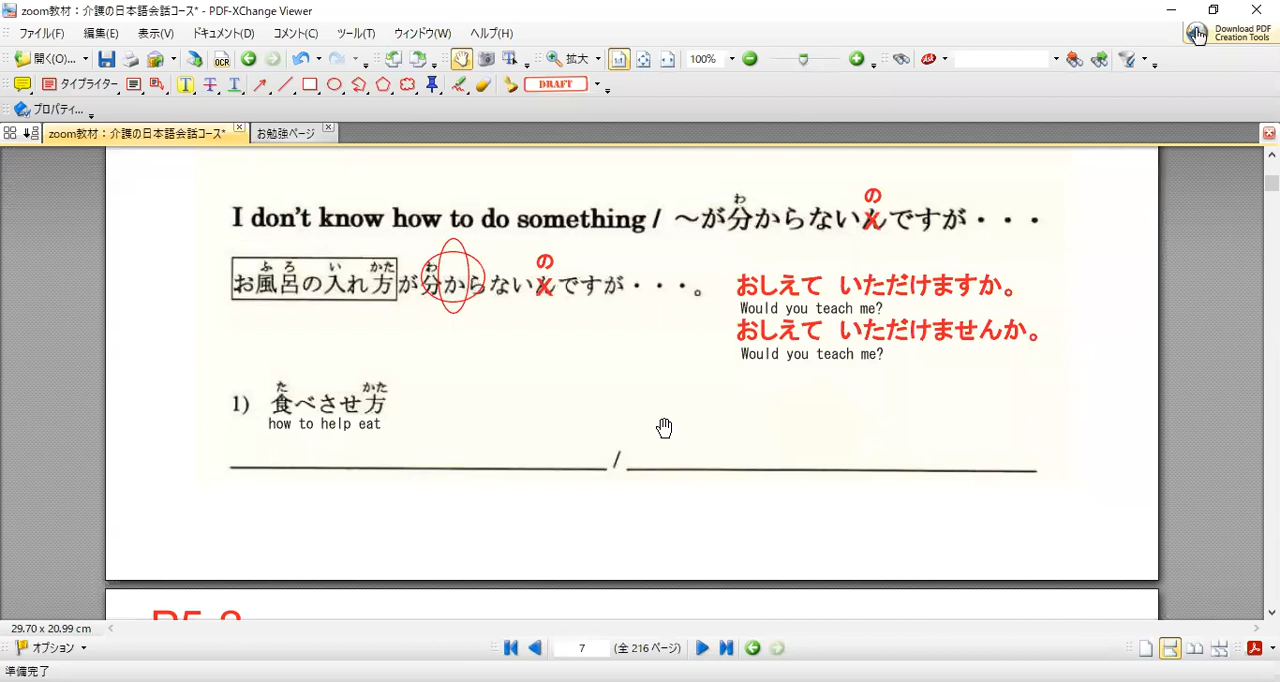 zoom教材：介護の日本語会話コース* - PDF-XChange Viewer
ファイル(F) 編集(E) 表示(V) ドキュメント(D) コメント(C) ツール(T) ウィンドウ(W) ヘルプ(H)
Download PDF
Creation Tools
開く(O)... OCR 拡大 100%
タイプライター DRAFT
プロパティ...
zoom教材：介護の日本語会話コース* お勉強ページ
の
わ
I don't know how to do something / ～が分からないんですが・・・
の
ふ ろ い かた わ
お風呂の入れ方が分からないんですが・・・。 おしえて いただけますか。
Would you teach me?
おしえて いただけませんか。
Would you teach me?
た かた
1) 食べさせ方
how to help eat
/
29.70 x 20.99 cm
オプション 7 (全 216 ページ)
準備完了